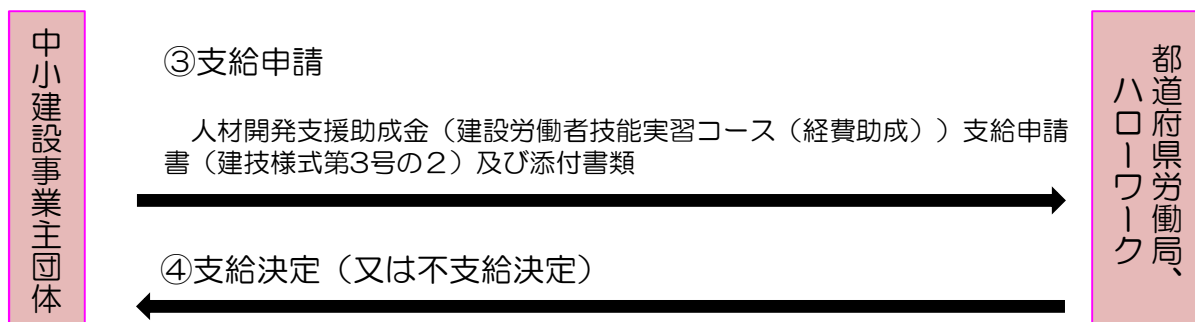 中小建設事業主団体
③支給申請
人材開発支援助成金（建設労働者技能実習コース（経費助成））支給申請
書（建技様式第3号の２）及び添付書類
④支給決定（又は不支給決定）
都道府県労働局、
ハローワーク